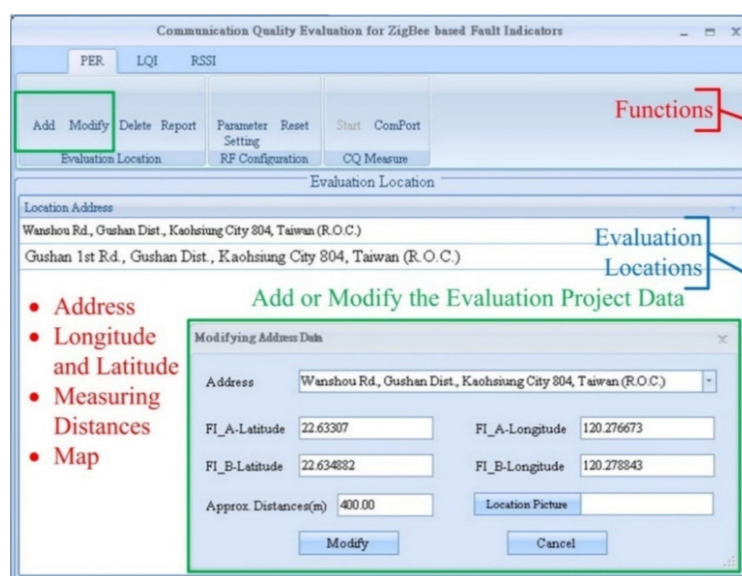 Communication Quality Evaluation for ZigBee based Fault Indicators
PER LQI RSSI
Functions
Add Modify Delete Report Parameter Setting Reset Start ComPort
Evaluation Location RF Configuration CQ Measure
Evaluation Location
Location Address
Wanshou Rd., Gushan Dist., Kaohsiung City 804, Taiwan (R.O.C.)
Gushan 1st Rd., Gushan Dist., Kaohsiung City 804, Taiwan (R.O.C.)
Evaluation
Locations
Add or Modify the Evaluation Project Data
• Address
• Longitude
and Latitude
• Measuring
Distances
• Map
Modifying Address Data
Address Wanshou Rd., Gushan Dist., Kaohsiung City 804, Taiwan (R.O.C.)
FI_A-Latitude 22.63307 FI_A-Longitude 120.276673
FI_B-Latitude 22.634882 FI_B-Longitude 120.278843
Approx. Distances(m) 400.00 Location Picture
Modify Cancel